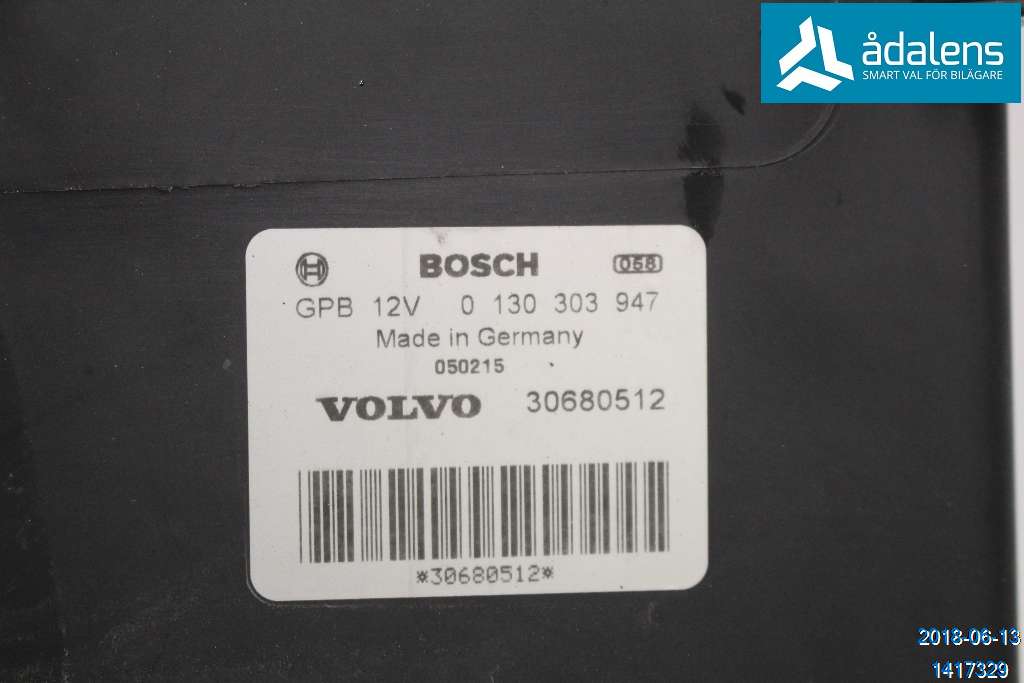 ådalens
SMART VAL FÖR BILÄGARE
BOSCH 058
GPB 12V 0 130 303 947
Made in Germany
050215
VOLVO 30680512
*30680512*
2018-06-13
1417329